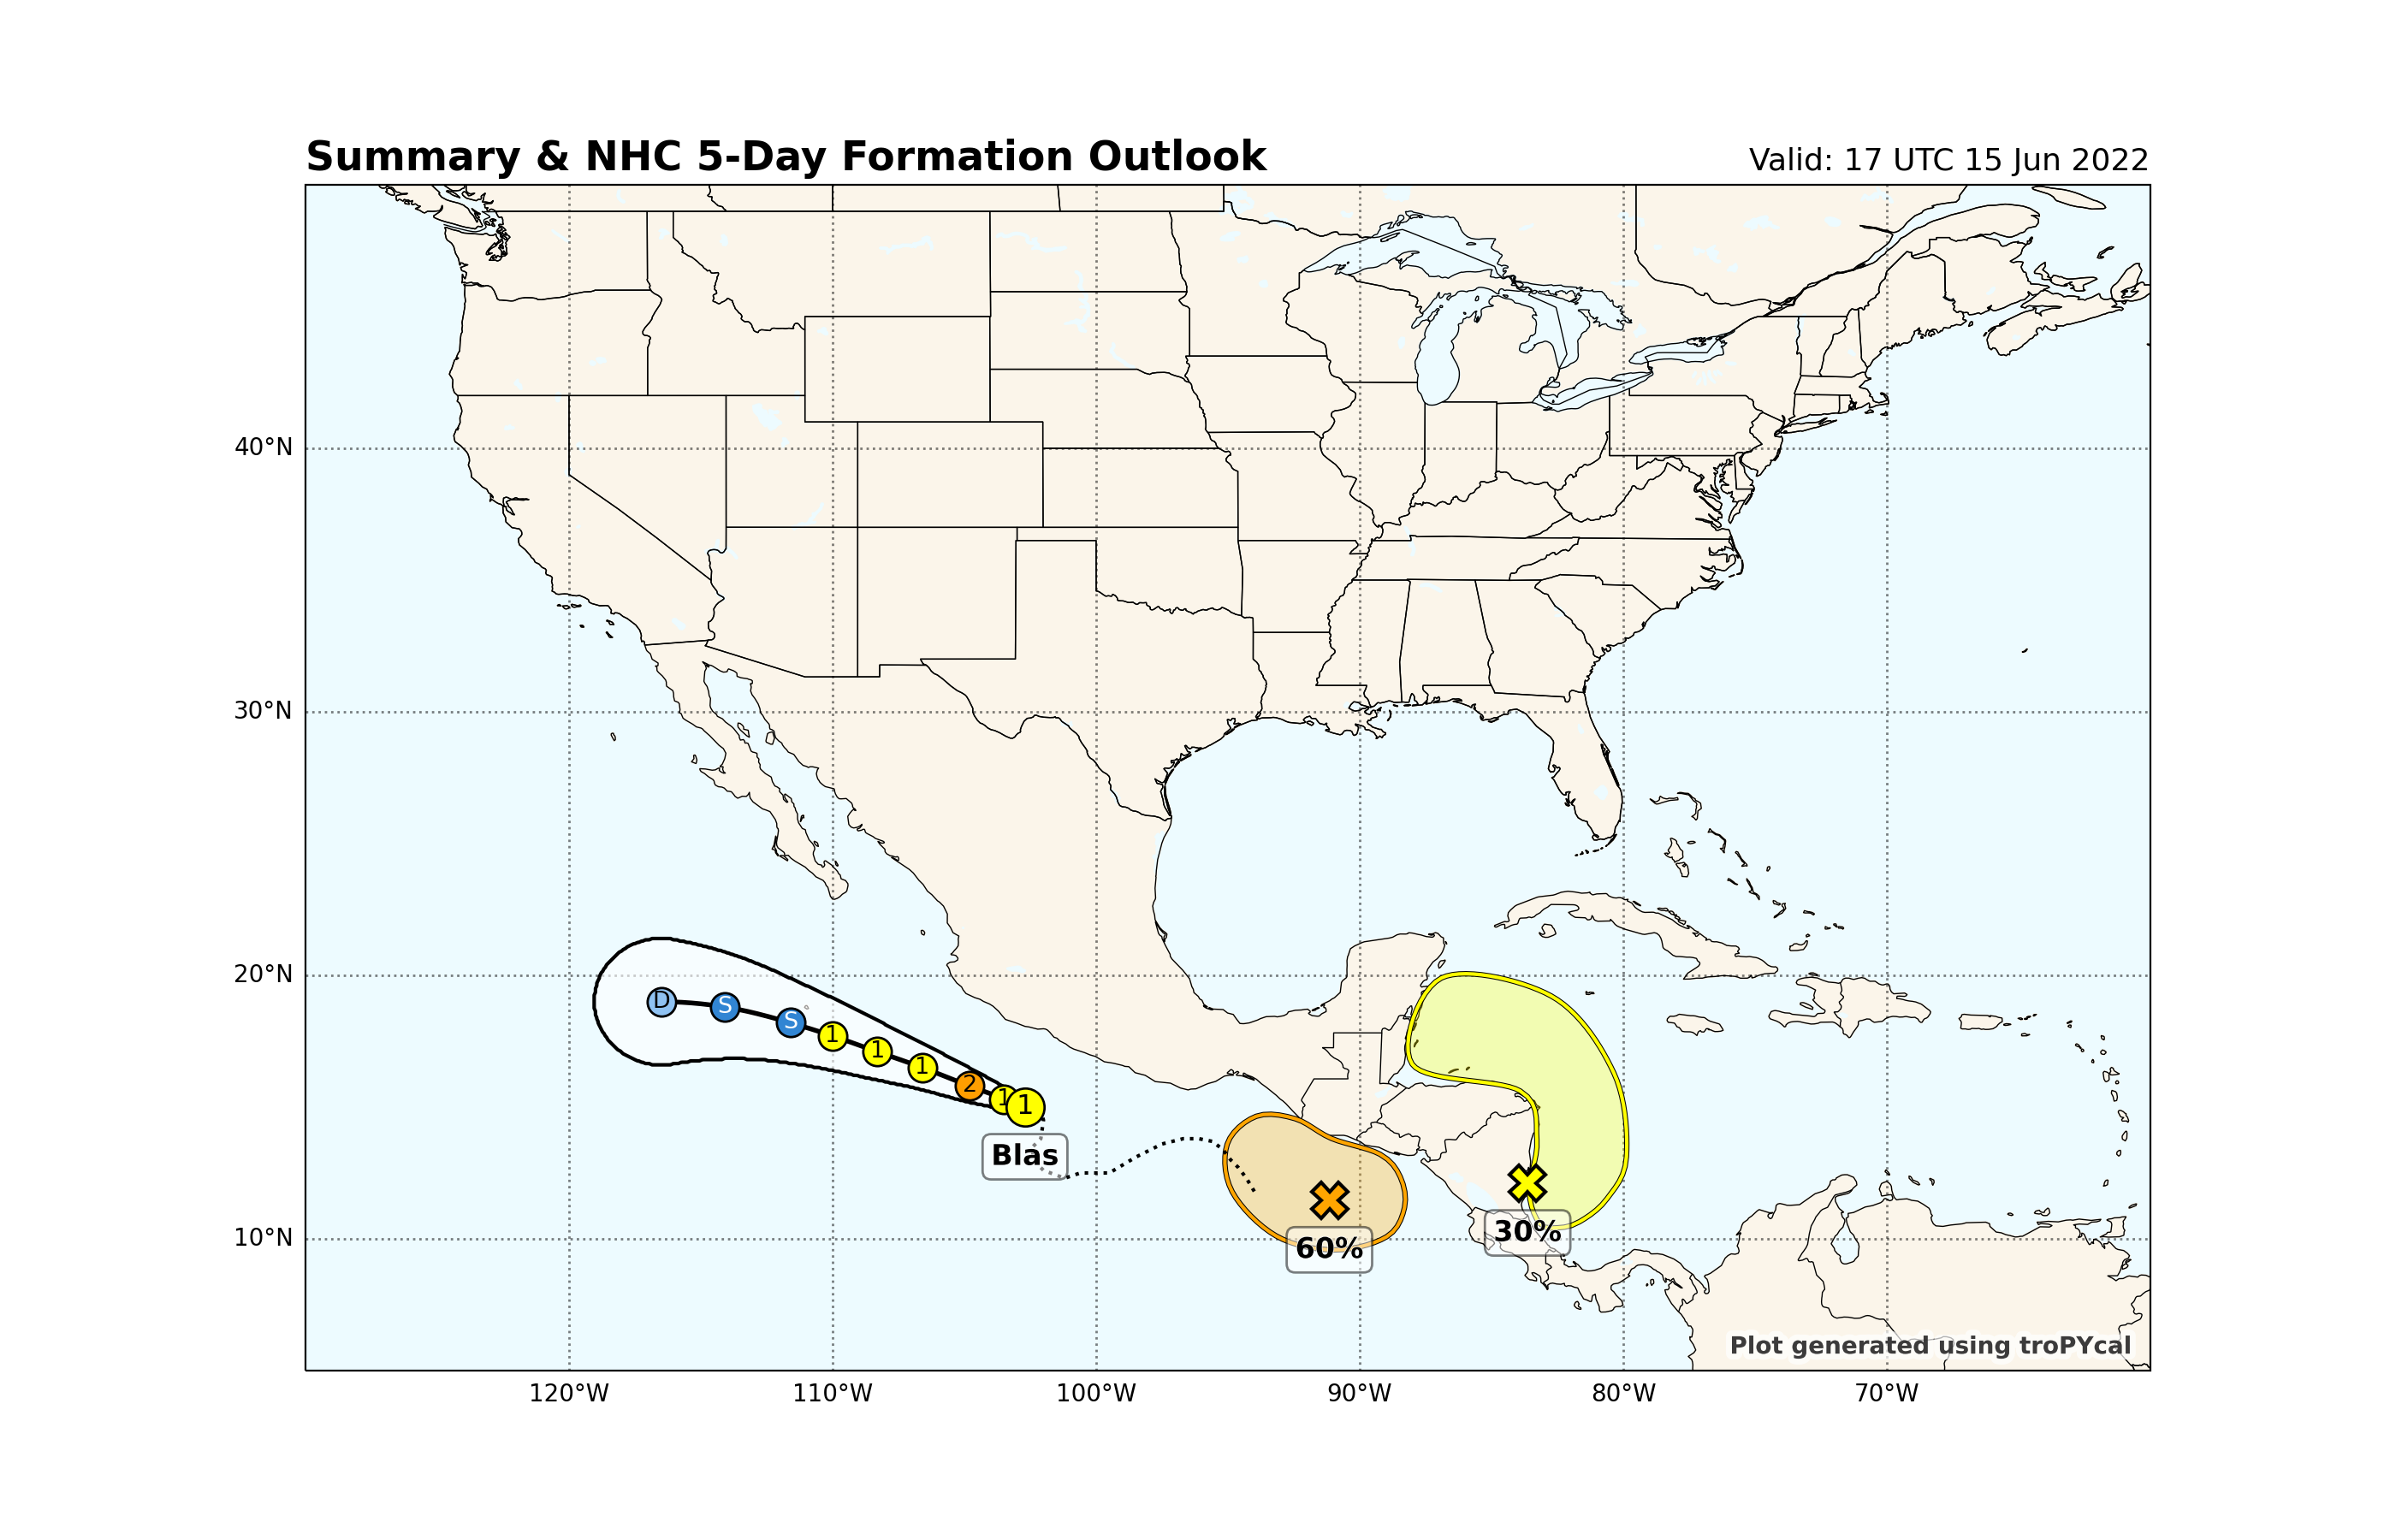 Summary & NHC 5-Day Formation Outlook
Valid: 17 UTC 15 Jun 2022
40°N
30°N
20°N
10°N
D
S
S
1
1
1
2
1
1
Blas
60%
30%
Plot generated using troPYcal
120°W
110°W
100°W
90°W
80°W
70°W